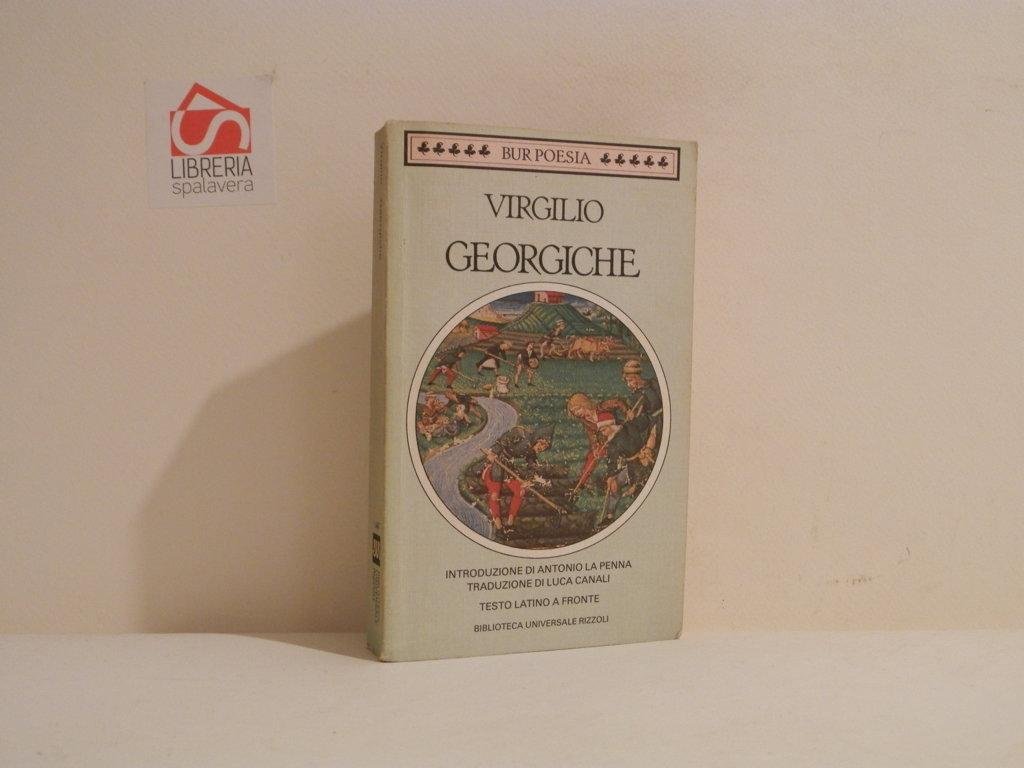 LIBRERIA
spalavera
BUR POESIA
VIRGILIO
GEORGICHE
INTRODUZIONE DI ANTONIO LA PENNA
TRADUZIONE DI LUCA CANALI
TESTO LATINO A FRONTE
BIBLIOTECA UNIVERSALE RIZZOLI